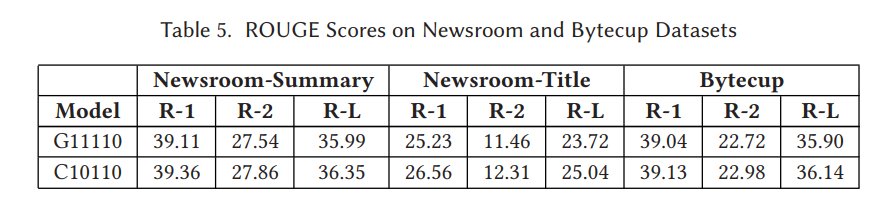 Table 5. ROUGE Scores on Newsroom and Bytecup Datasets
Newsroom-Summary Newsroom-Title Bytecup
Model R-1 R-2 R-L R-1 R-2 R-L R-1 R-2 R-L
G11110 39.11 27.54 35.99 25.23 11.46 23.72 39.04 22.72 35.90
C10110 39.36 27.86 36.35 26.56 12.31 25.04 39.13 22.98 36.14